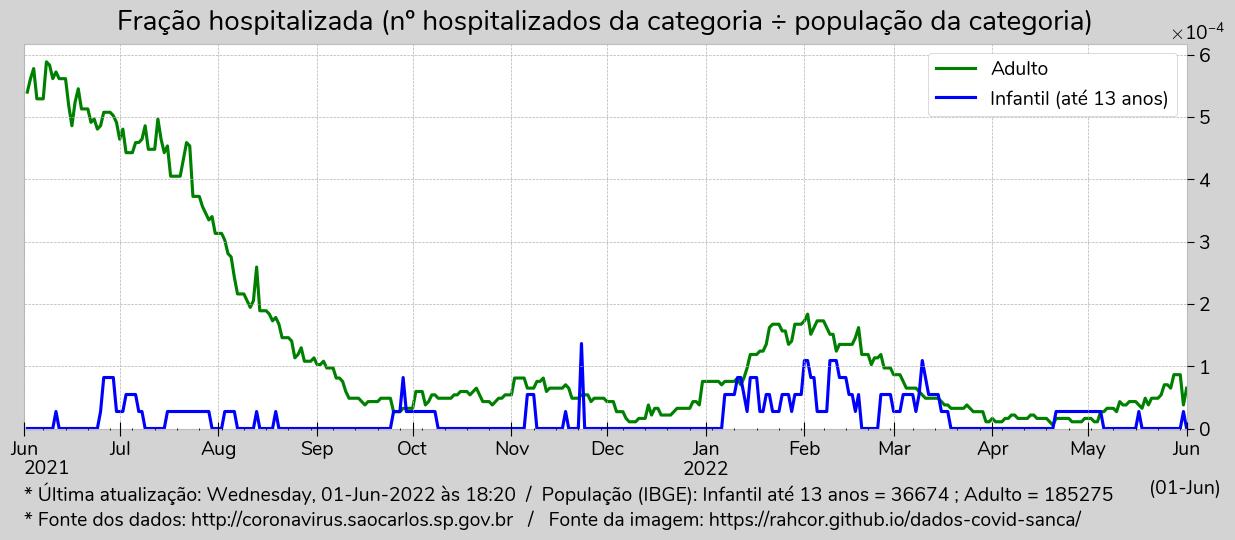 Fração hospitalizada (nº hospitalizados da categoria ÷ população da categoria)
×10⁻⁴
Adulto
Infantil (até 13 anos)
6
5
4
3
2
1
0
Jun Jul Aug Sep Oct Nov Dec Jan Feb Mar Apr May Jun
2021 2022
(01-Jun)
* Última atualização: Wednesday, 01-Jun-2022 às 18:20 / População (IBGE): Infantil até 13 anos = 36674 ; Adulto = 185275
* Fonte dos dados: http://coronavirus.saocarlos.sp.gov.br / Fonte da imagem: https://rahcor.github.io/dados-covid-sanca/